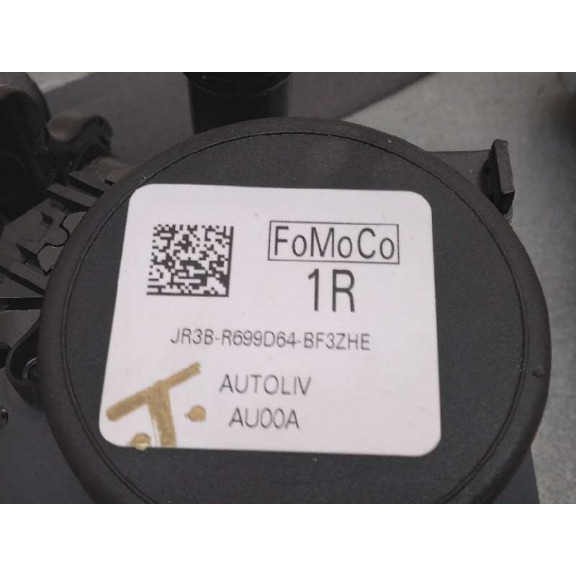 FoMoCo
1R
JR3B-R699D64-BF3ZHE
AUTOLIV
AU00A
T.